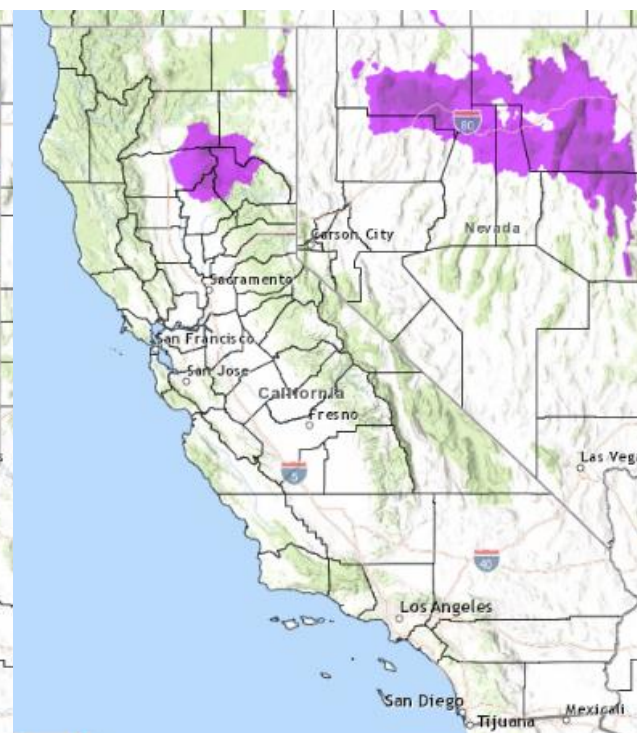 80
Carson City
Nevada
Sacramento
San Francisco
San Jose
California
Fresno
5
Las Veg
40
Los Angeles
San Diego
Tijuana
Mexicali